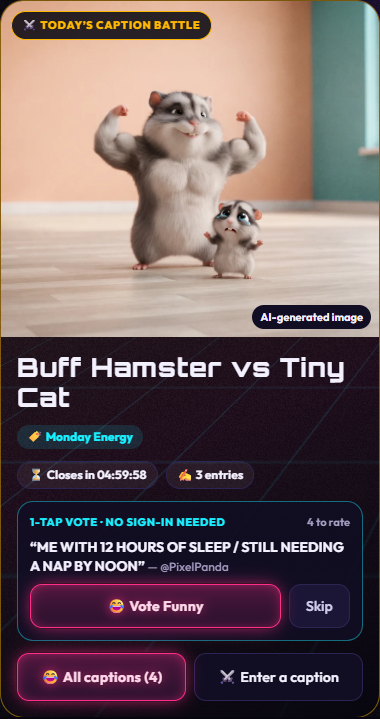 ⚔️ TODAY'S CAPTION BATTLE
AI-generated image
Buff Hamster vs Tiny
Cat
🏷️ Monday Energy
⏳ Closes in 04:59:58
✍️ 3 entries
1-TAP VOTE · NO SIGN-IN NEEDED
4 to rate
“ME WITH 12 HOURS OF SLEEP / STILL NEEDING
A NAP BY NOON” — @PixelPanda
😂 Vote Funny
Skip
😂 All captions (4)
⚔️ Enter a caption